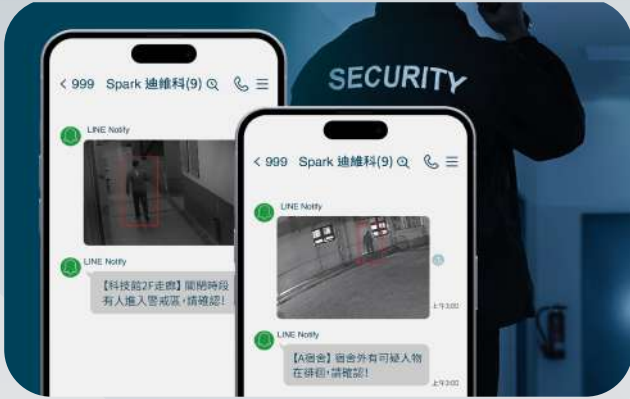 SECURITY
< 999 Spark 迪維科(9)
LINE Notify
LINE Notify
【科技館2F走廊】關閉時段
有人進入警戒區,請確認!
< 999 Spark 迪維科(9)
LINE Notify
上午3:00
LINE Notify
【A宿舍】宿舍外有可疑人物
在徘徊,請確認!
上午3:00